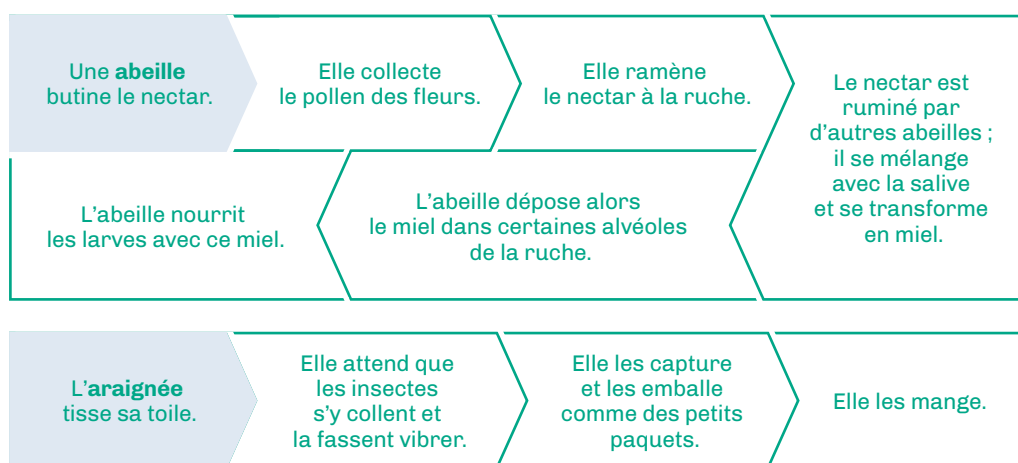 Une abeille
butine le nectar.
Elle collecte
le pollen des fleurs.
Elle ramène
le nectar à la ruche.
Le nectar est
ruminé par
d'autres abeilles ;
il se mélange
avec la salive
et se transforme
en miel.
L'abeille dépose alors
le miel dans certaines alvéoles
de la ruche.
L'abeille nourrit
les larves avec ce miel.
L'araignée
tisse sa toile.
Elle attend que
les insectes
s'y collent et
la fassent vibrer.
Elle les capture
et les emballe
comme des petits
paquets.
Elle les mange.